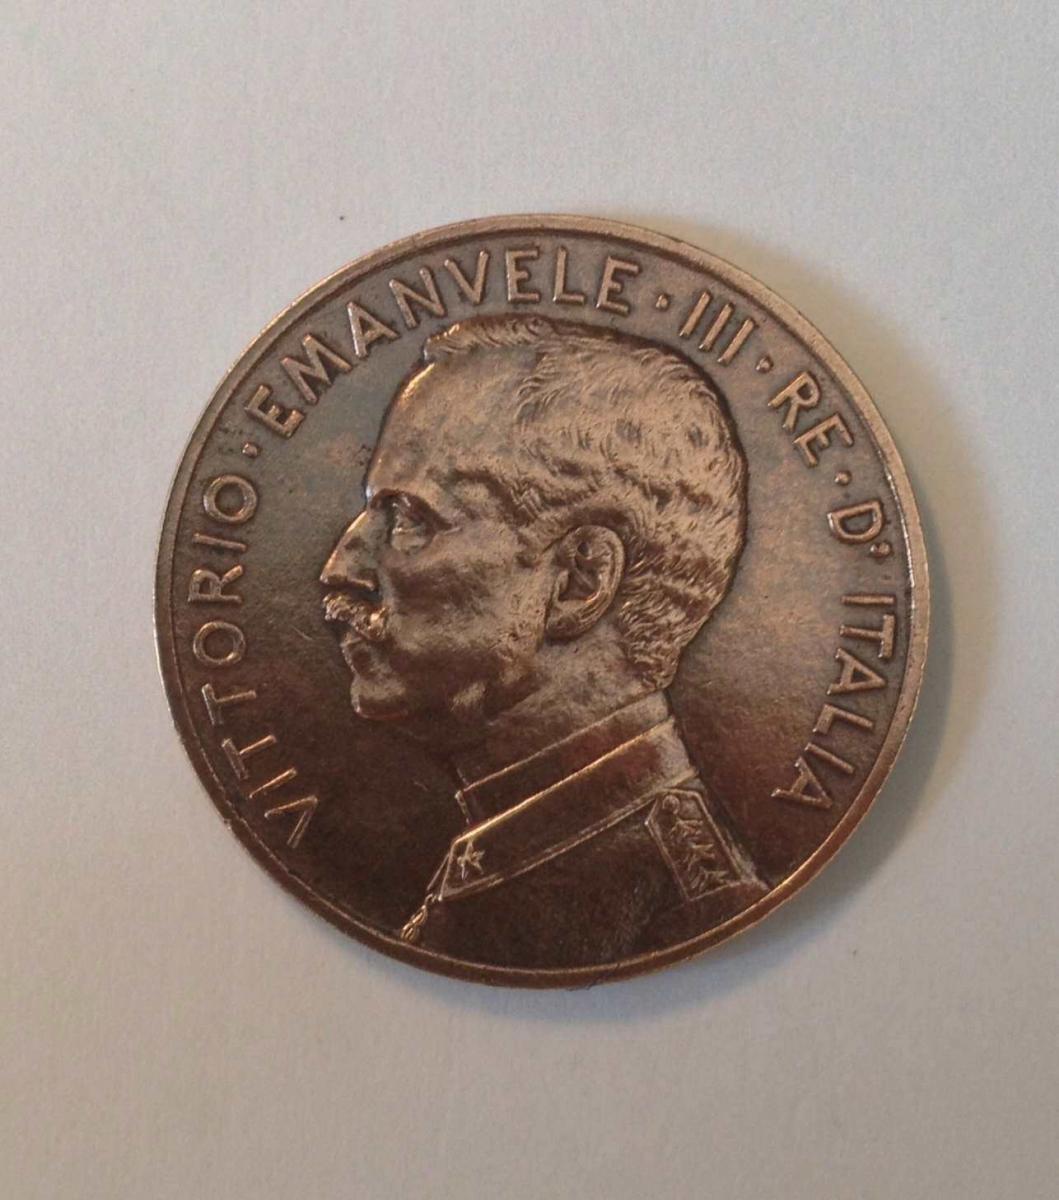 VITTORIO · EMANVELE · III · RE · D'ITALIA